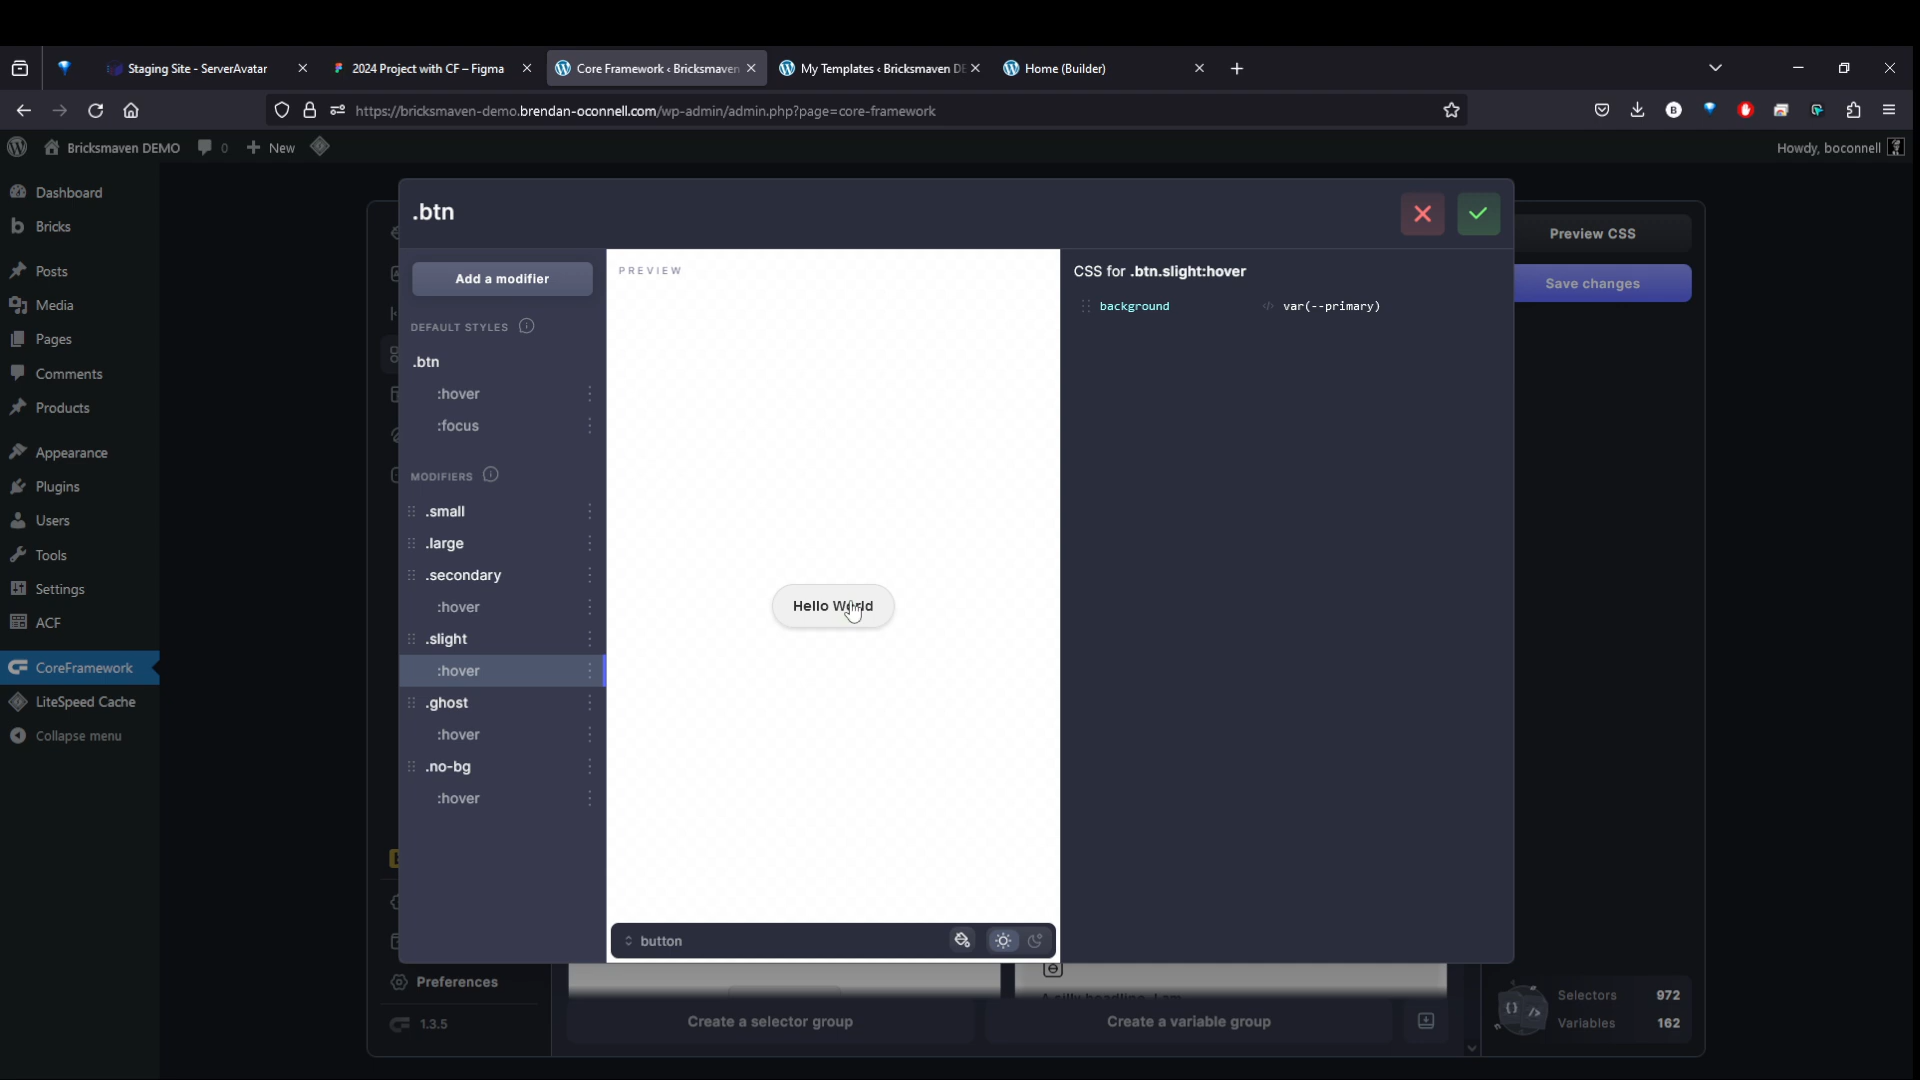 Staging Site - ServerAvatar
2024 Project with CF – Figma
Core Framework ‹ Bricksmaven
My Templates ‹ Bricksmaven DE
Home (Builder)
https://bricksmaven-demo.brendan-oconnell.com/wp-admin/admin.php?page=core-framework
Bricksmaven DEMO
0
New
Howdy, boconnell
Dashboard
Bricks
Posts
Media
Pages
Comments
Products
Appearance
Plugins
Users
Tools
Settings
ACF
CoreFramework
LiteSpeed Cache
Collapse menu
.btn
Add a modifier
DEFAULT STYLES
.btn
:hover
:focus
MODIFIERS
.small
.large
.secondary
:hover
.slight
:hover
.ghost
:hover
.no-bg
:hover
PREVIEW
Hello World
button
CSS for .btn.slight:hover
background var(--primary)
Preview CSS
Save changes
Preferences
1.3.5
Create a selector group
Create a variable group
Selectors 972
Variables 162